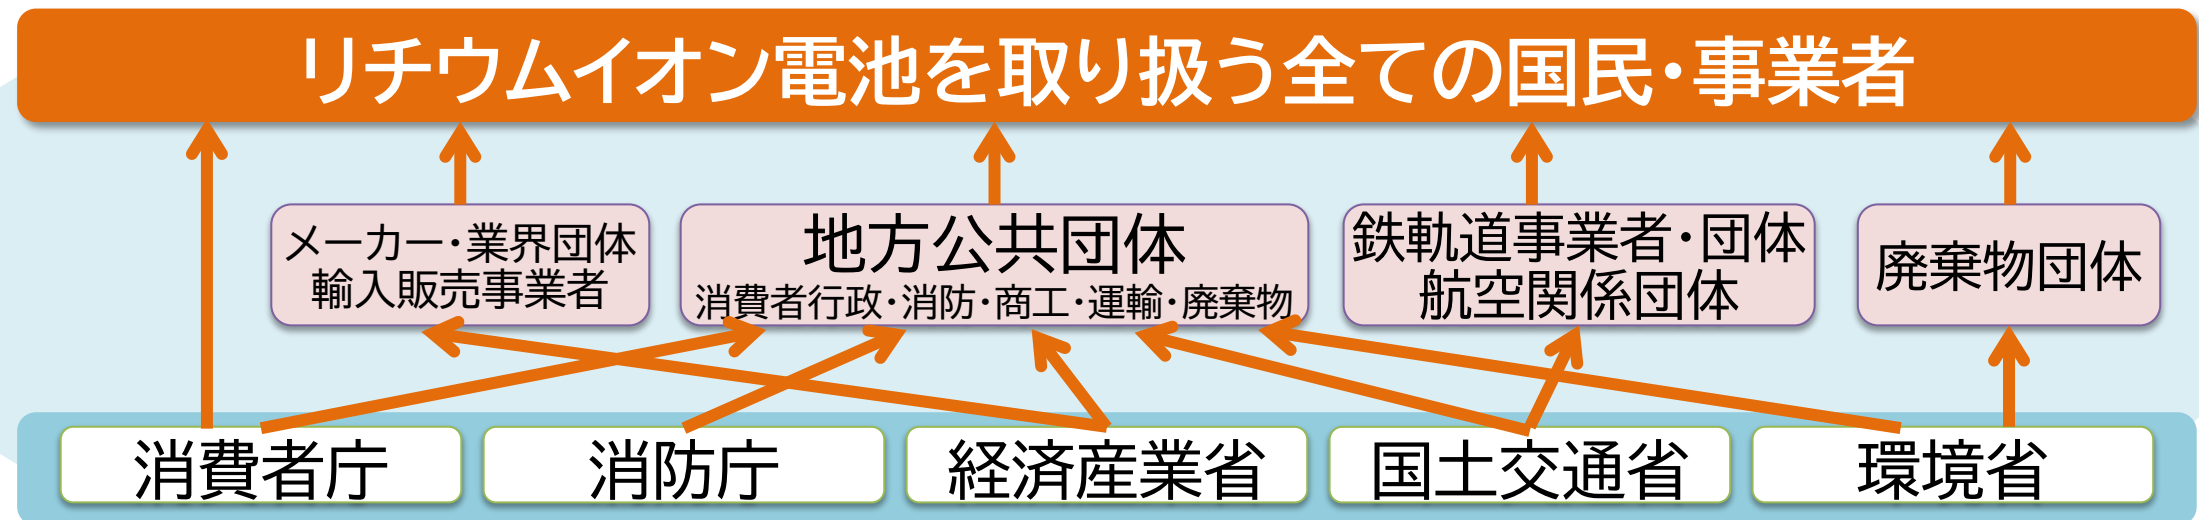 リチウムイオン電池を取り扱う全ての国民・事業者
メーカー・業界団体
輸入販売事業者
地方公共団体
消費者行政・消防・商工・運輸・廃棄物
鉄軌道事業者・団体
航空関係団体
廃棄物団体
消費者庁
消防庁
経済産業省
国土交通省
環境省